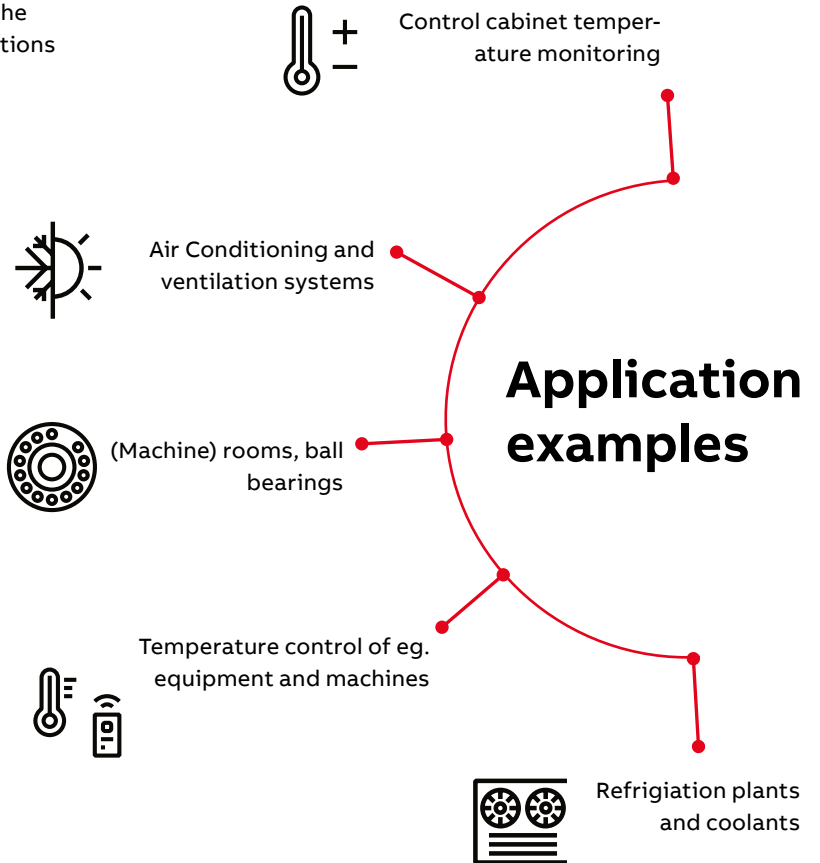 he
tions
Control cabinet temper-
ature monitoring
Air Conditioning and
ventilation systems
Application
examples
(Machine) rooms, ball
bearings
Temperature control of eg.
equipment and machines
Refrigiation plants
and coolants